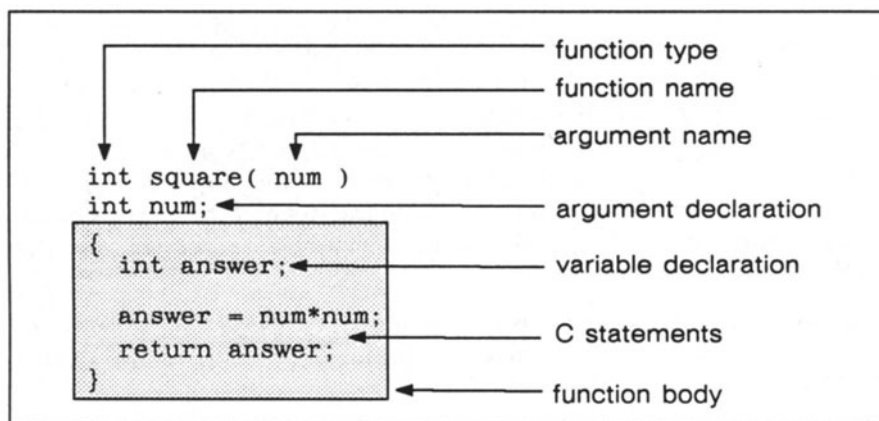 function type
function name
argument name
int square( num )
int num;
argument declaration
{
int answer;
variable declaration
answer = num*num;
C statements
return answer;
}
function body